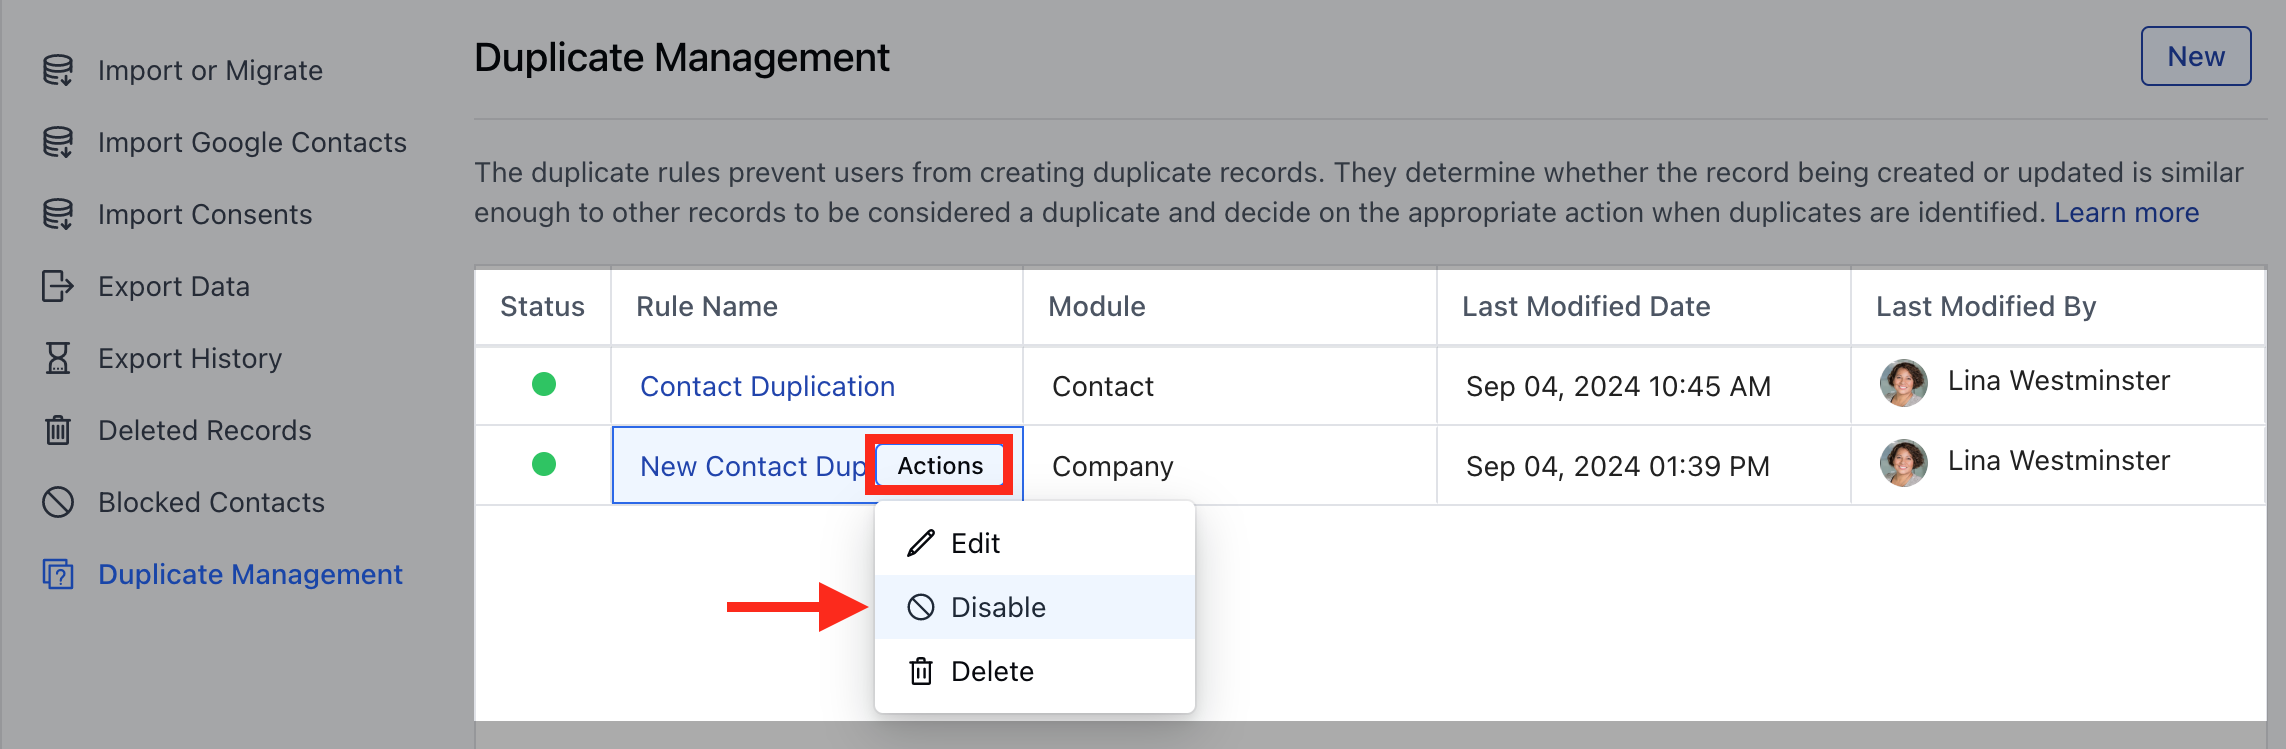 Import or Migrate
Import Google Contacts
Import Consents
Export Data
Export History
Deleted Records
Blocked Contacts
Duplicate Management
Duplicate Management
New
The duplicate rules prevent users from creating duplicate records. They determine whether the record being created or updated is similar
enough to other records to be considered a duplicate and decide on the appropriate action when duplicates are identified. Learn more
Status Rule Name Module Last Modified Date Last Modified By
Contact Duplication Contact Sep 04, 2024 10:45 AM Lina Westminster
New Contact Dup Actions Company Sep 04, 2024 01:39 PM Lina Westminster
Edit
Disable
Delete